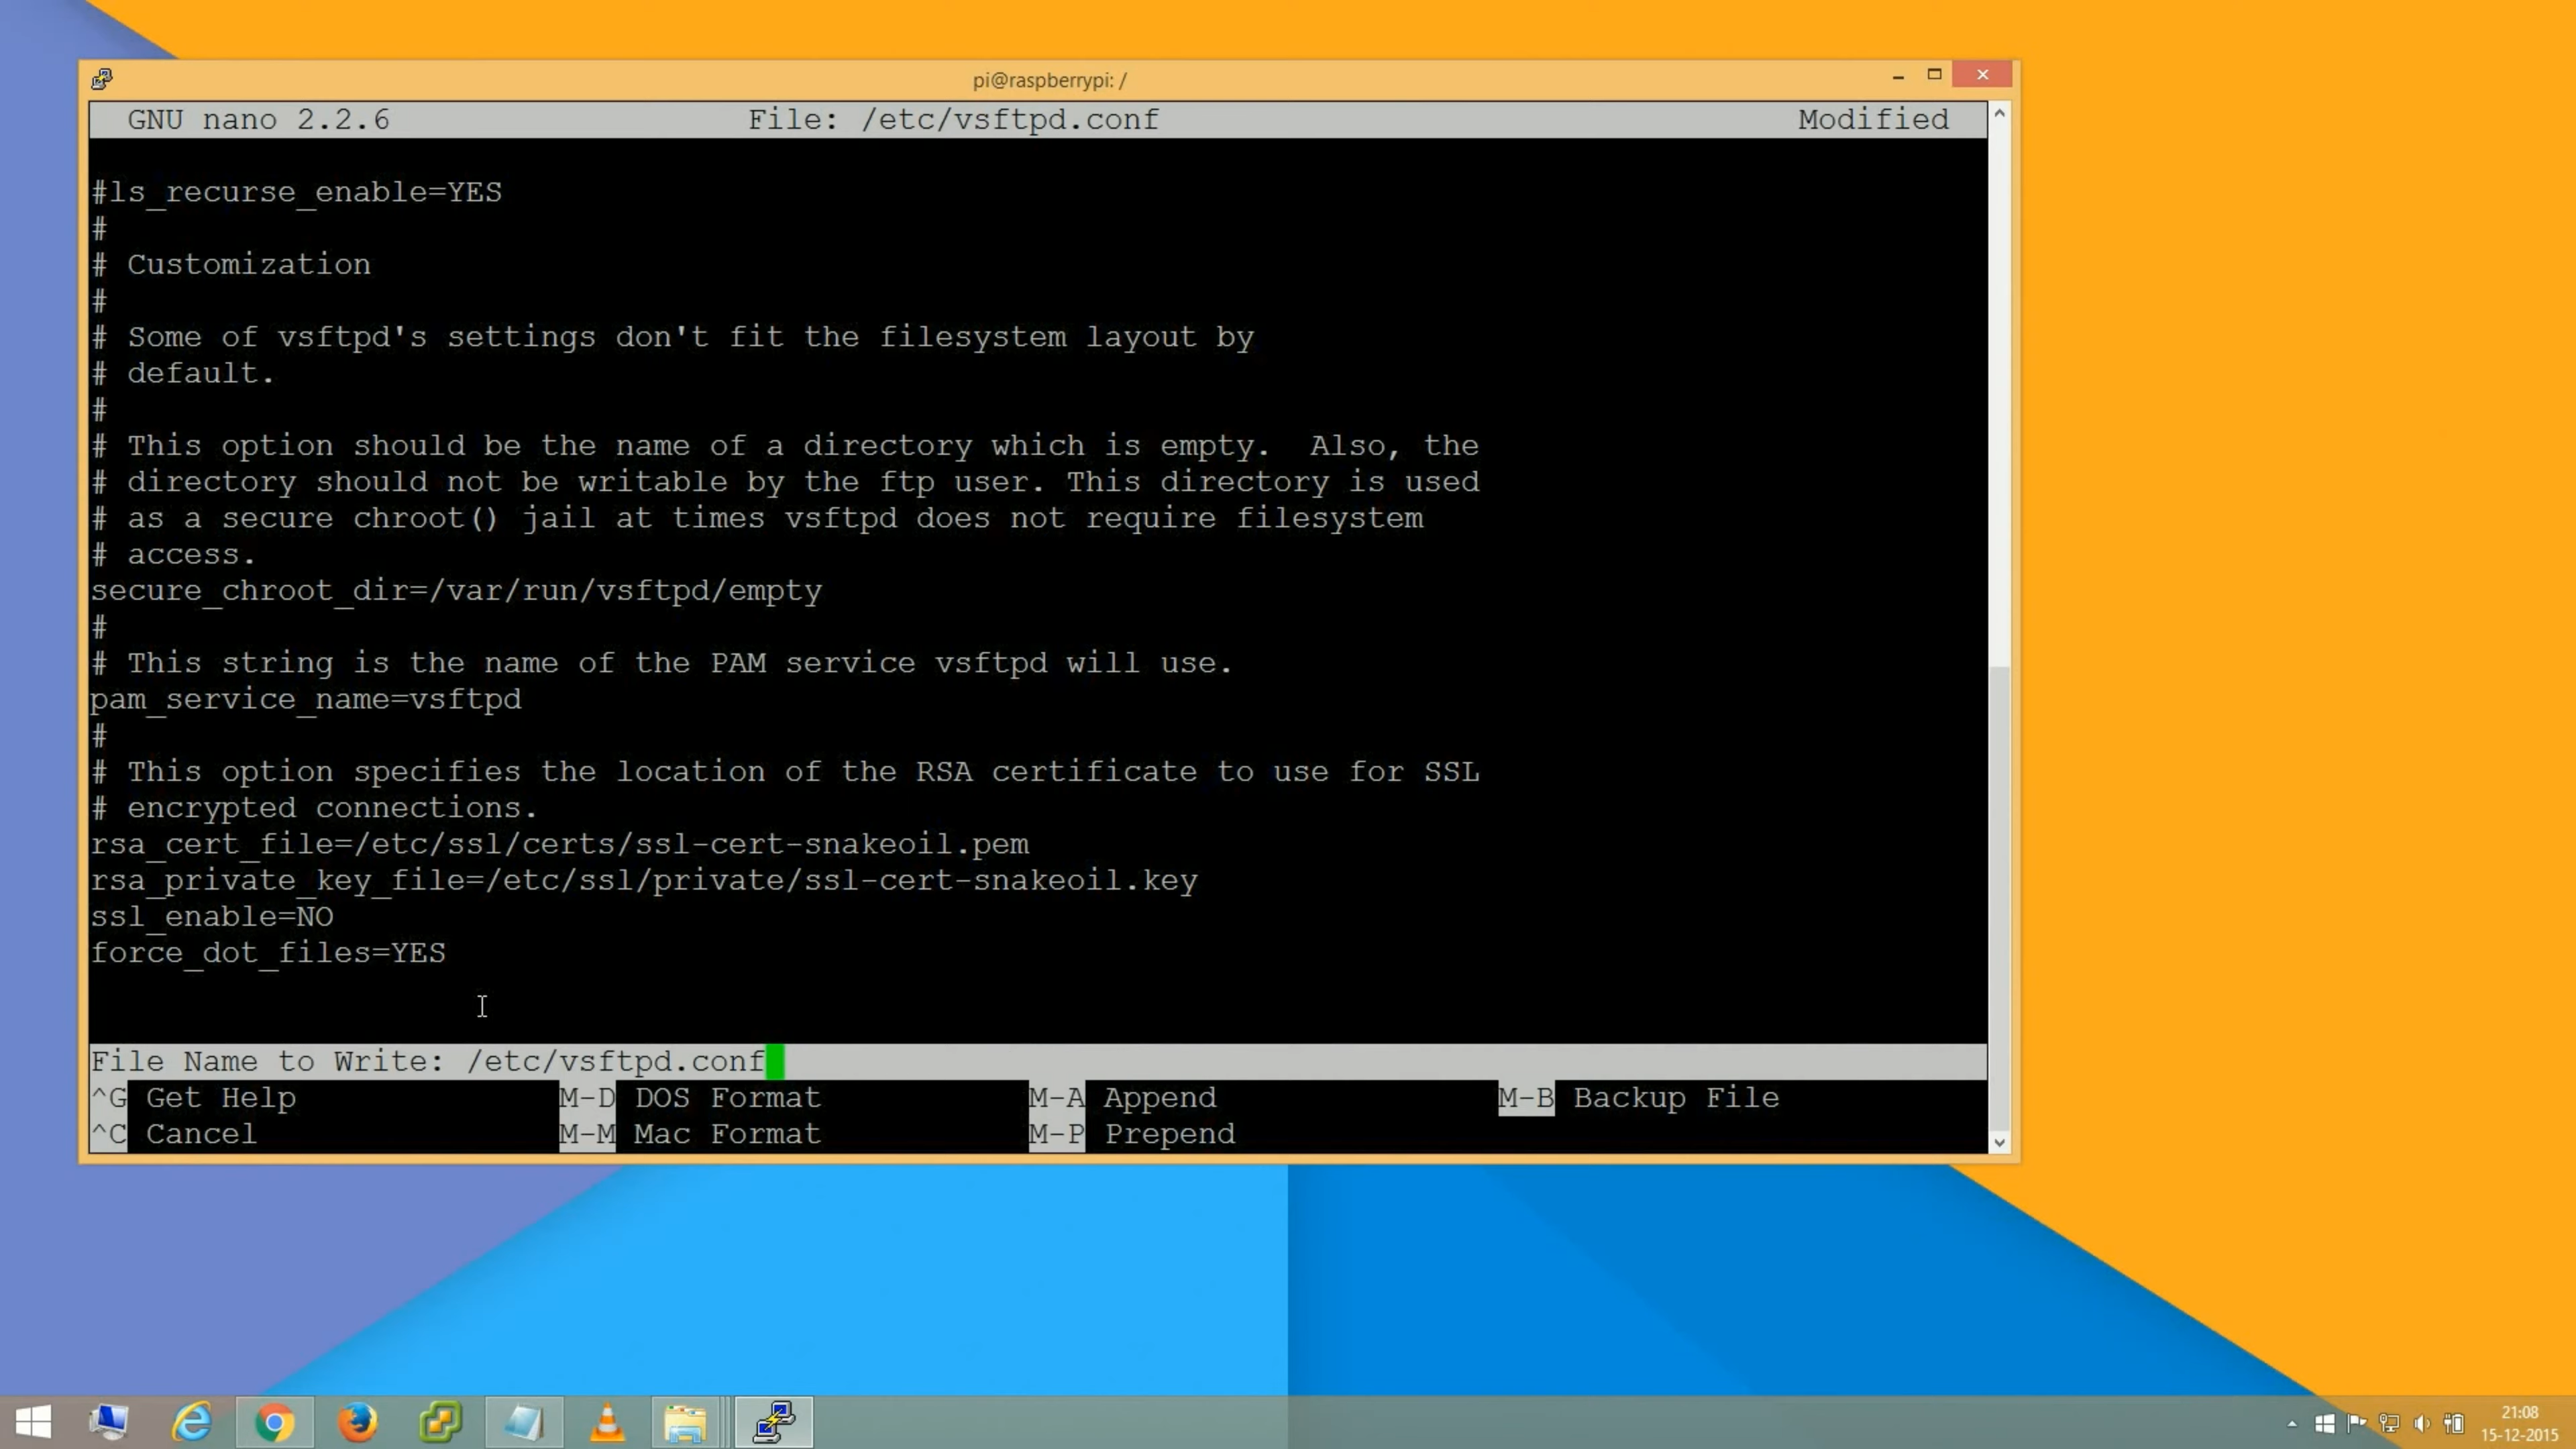 pi@raspberrypi: /
GNU nano 2.2.6 File: /etc/vsftpd.conf Modified
#ls_recurse_enable=YES
#
# Customization
#
# Some of vsftpd's settings don't fit the filesystem layout by
# default.
#
# This option should be the name of a directory which is empty.  Also, the
# directory should not be writable by the ftp user. This directory is used
# as a secure chroot() jail at times vsftpd does not require filesystem
# access.
secure_chroot_dir=/var/run/vsftpd/empty
#
# This string is the name of the PAM service vsftpd will use.
pam_service_name=vsftpd
#
# This option specifies the location of the RSA certificate to use for SSL
# encrypted connections.
rsa_cert_file=/etc/ssl/certs/ssl-cert-snakeoil.pem
rsa_private_key_file=/etc/ssl/private/ssl-cert-snakeoil.key
ssl_enable=NO
force_dot_files=YES
File Name to Write: /etc/vsftpd.conf
^G Get Help M-D DOS Format M-A Append M-B Backup File
^C Cancel M-M Mac Format M-P Prepend
21:08
15-12-2015